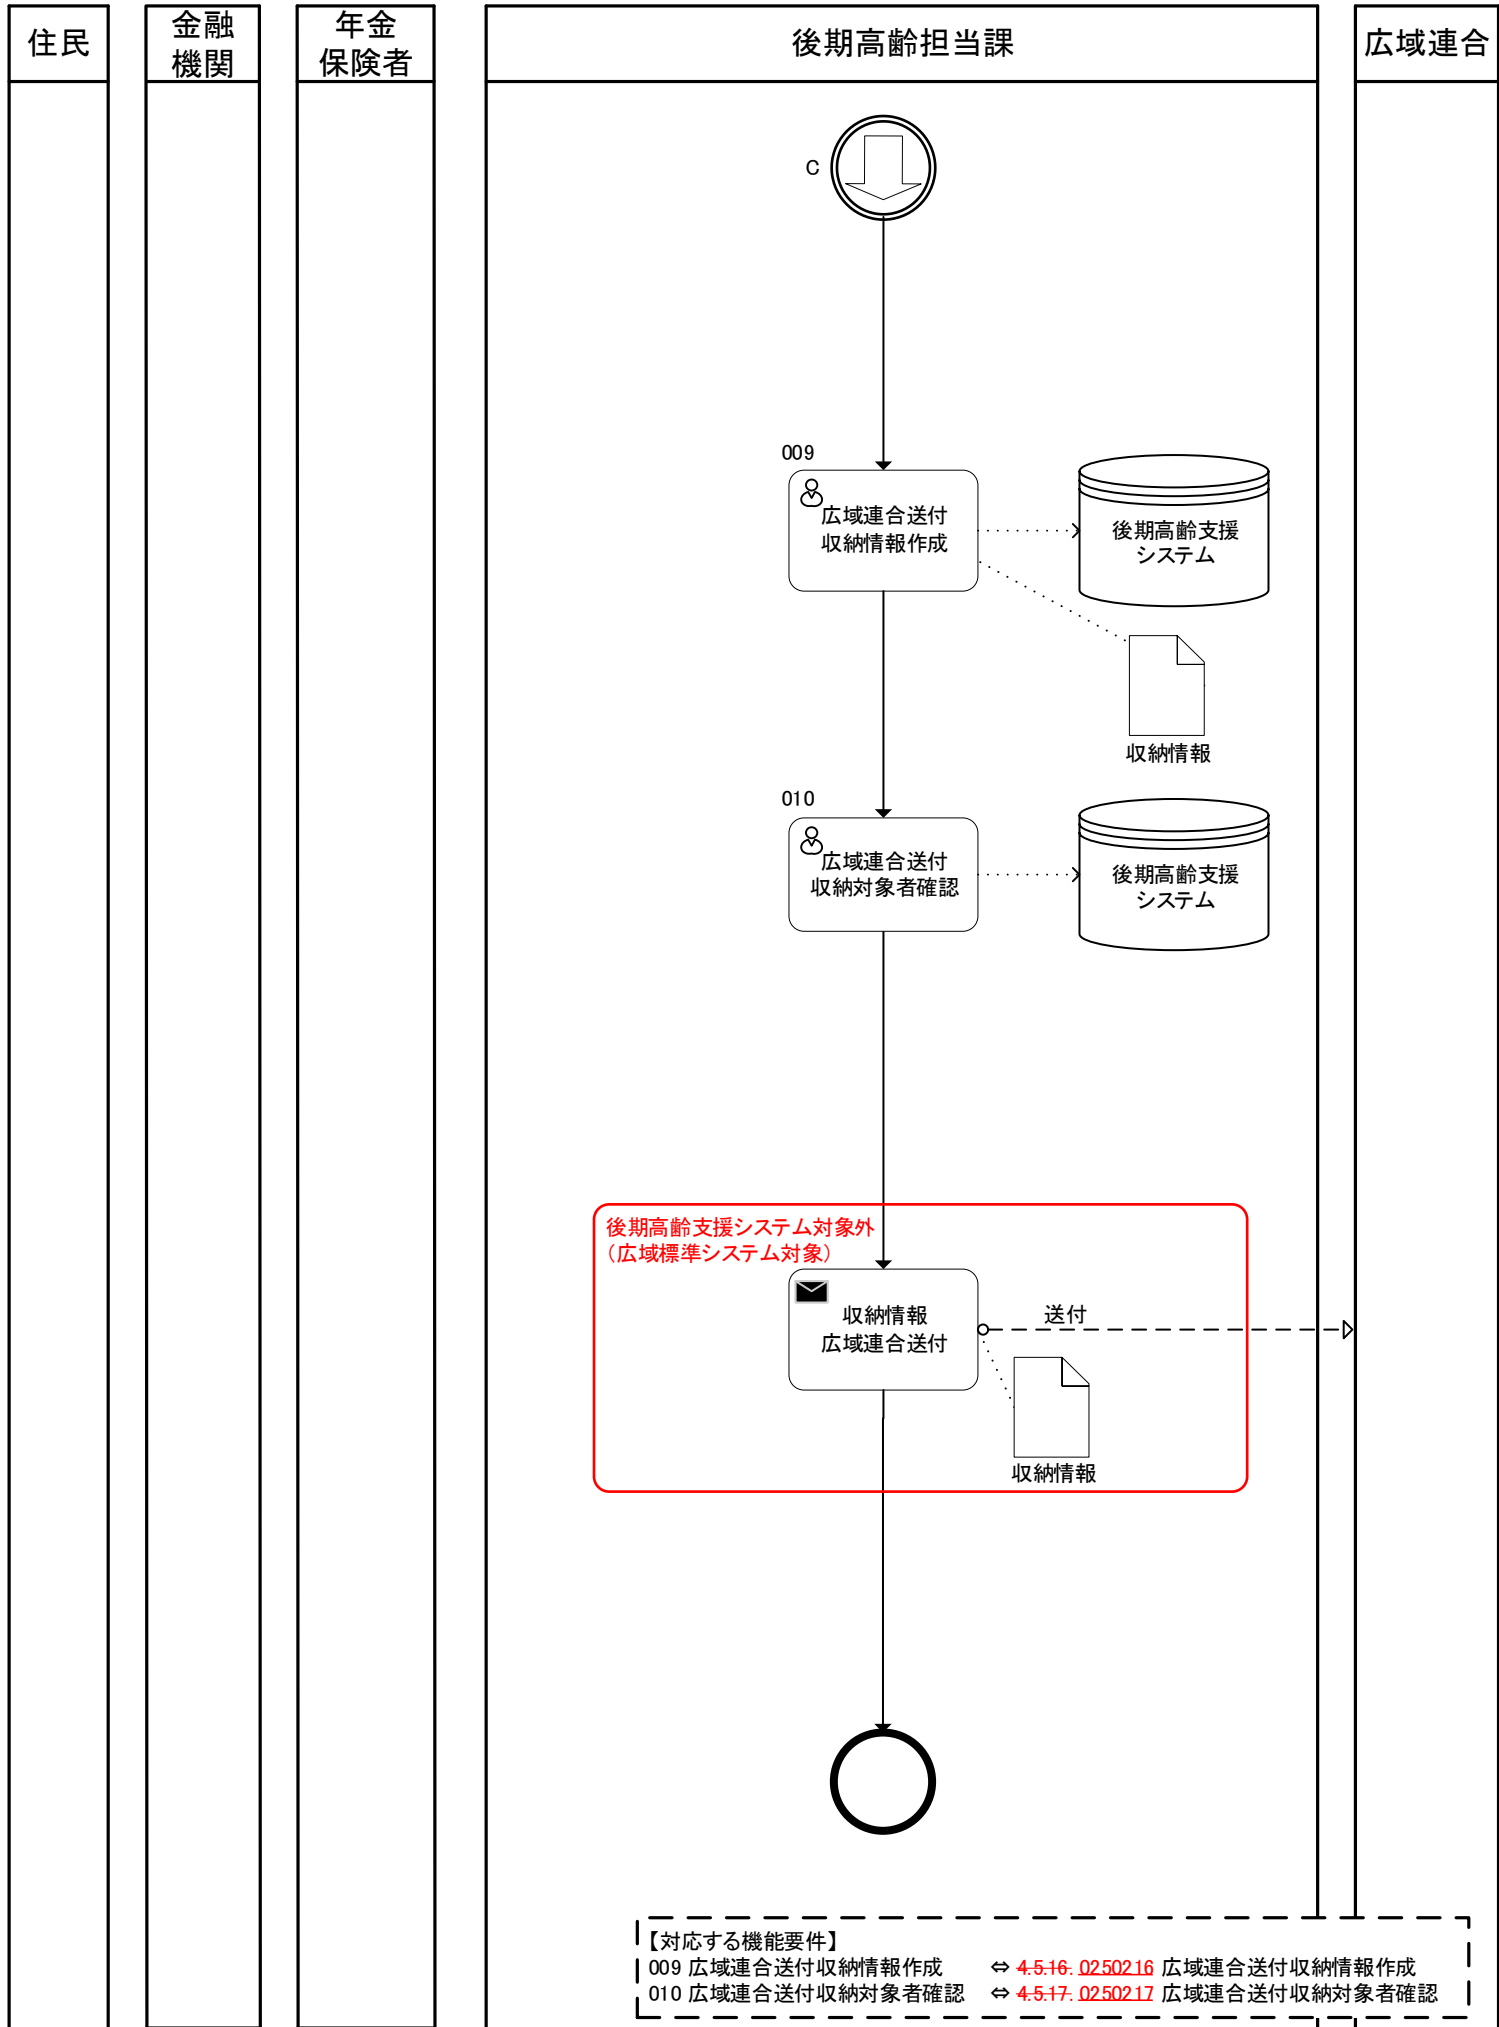 住民
金融
機関
年金
保険者
後期高齢担当課
広域連合
C
009
広域連合送付
収納情報作成
後期高齢支援
システム
収納情報
010
広域連合送付
収納対象者確認
後期高齢支援
システム
後期高齢支援システム対象外
（広域標準システム対象）
収納情報
広域連合送付
送付
収納情報
【対応する機能要件】
009 広域連合送付収納情報作成 ⇔ 4.5.16. 0250216 広域連合送付収納情報作成
010 広域連合送付収納対象者確認 ⇔ 4.5.17. 0250217 広域連合送付収納対象者確認